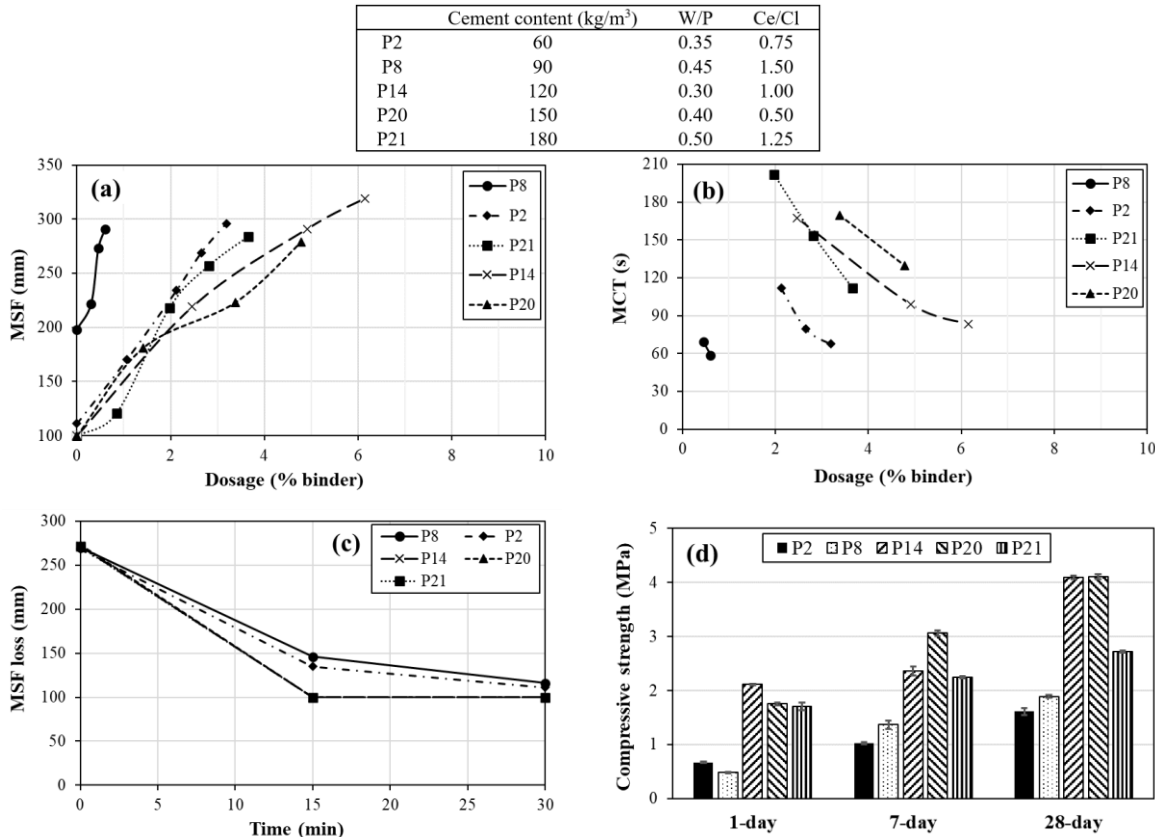 Cement content (kg/m³) W/P Ce/Cl
P2 60 0.35 0.75
P8 90 0.45 1.50
P14 120 0.30 1.00
P20 150 0.40 0.50
P21 180 0.50 1.25
(a)
MSF (mm)
350
300
250
200
150
100
0 2 4 6 8 10
Dosage (% binder)
P8
P2
P21
P14
P20
(b)
MCT (s)
210
180
150
120
90
60
30
0
0 2 4 6 8 10
Dosage (% binder)
P8
P2
P21
P14
P20
(c)
MSF loss (mm)
300
250
200
150
100
50
0
0 5 10 15 20 25 30
Time (min)
P8 P2
P14 P20
P21
(d)
Compressive strength (MPa)
5
4
3
2
1
0
P2 P8 P14 P20 P21
1-day 7-day 28-day